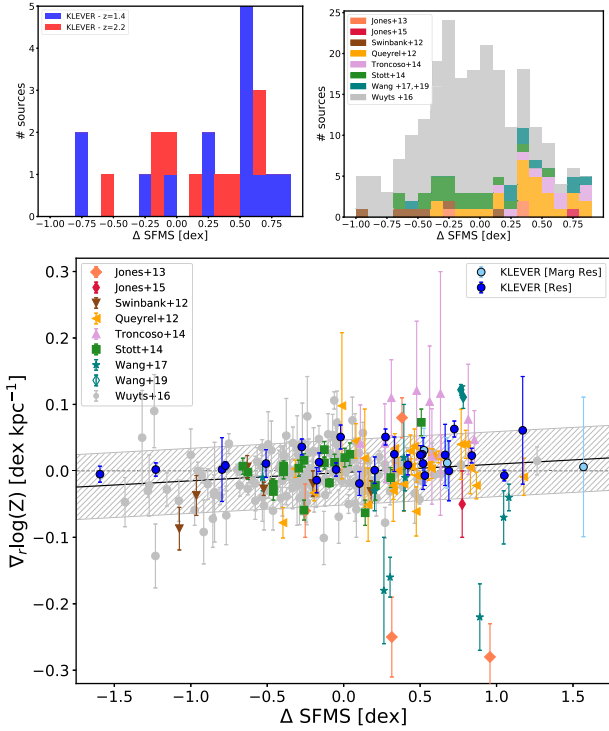 KLEVER - z=1.4
KLEVER - z=2.2
# sources
5
4
3
2
1
0
−1.00 −0.75 −0.50 −0.25 0.00 0.25 0.50 0.75
Δ SFMS [dex]
Jones+13
Jones+15
Swinbank+12
Queyrel+12
Troncoso+14
Stott+14
Wang +17,+19
Wuyts +16
# sources
25
20
15
10
5
0
−1.00 −0.75 −0.50 −0.25 0.00 0.25 0.50 0.75
Δ SFMS [dex]
Jones+13
Jones+15
Swinbank+12
Queyrel+12
Troncoso+14
Stott+14
Wang+17
Wang+19
Wuyts+16
KLEVER [Marg Res]
KLEVER [Res]
∇rlog(Z) [dex kpc⁻¹]
0.3
0.2
0.1
0.0
−0.1
−0.2
−0.3
−1.5 −1.0 −0.5 0.0 0.5 1.0 1.5
Δ SFMS [dex]